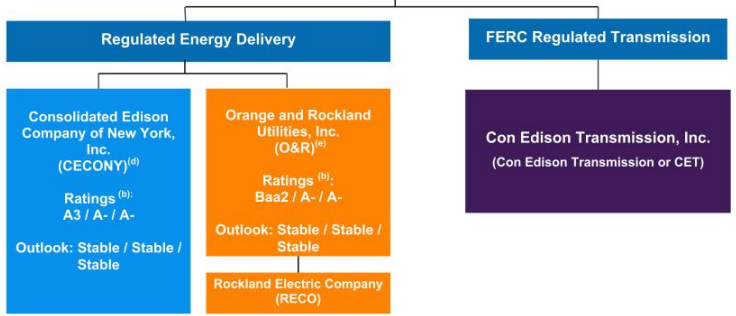 Regulated Energy Delivery
FERC Regulated Transmission
Consolidated Edison
Company of New York,
Inc.
(CECONY)(d)
Ratings (b):
A3 / A- / A-
Outlook: Stable / Stable /
Stable
Orange and Rockland
Utilities, Inc.
(O&R)(e)
Ratings (b):
Baa2 / A- / A-
Outlook: Stable / Stable /
Stable
Rockland Electric Company
(RECO)
Con Edison Transmission, Inc.
(Con Edison Transmission or CET)